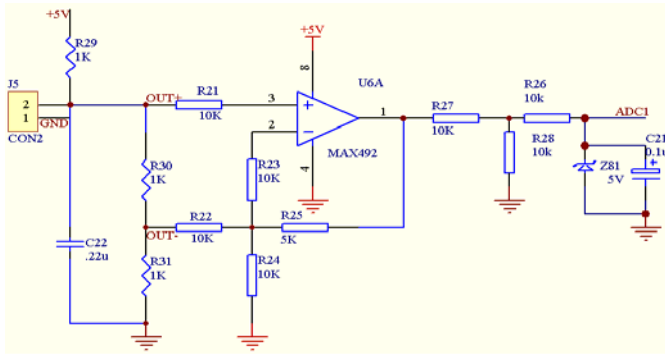 +5V
R29
1K
J5
2
1
CON2
GND
OUT+
R21
10K
3
2
+5V
8
U6A
1
MAX492
4
R23
10K
R30
1K
OUT-
R22
10K
R25
5K
C22
.22u
R31
1K
R24
10K
R27
10K
R26
10k
R28
10k
ADC1
Z81
5V
C21
0.1u
+